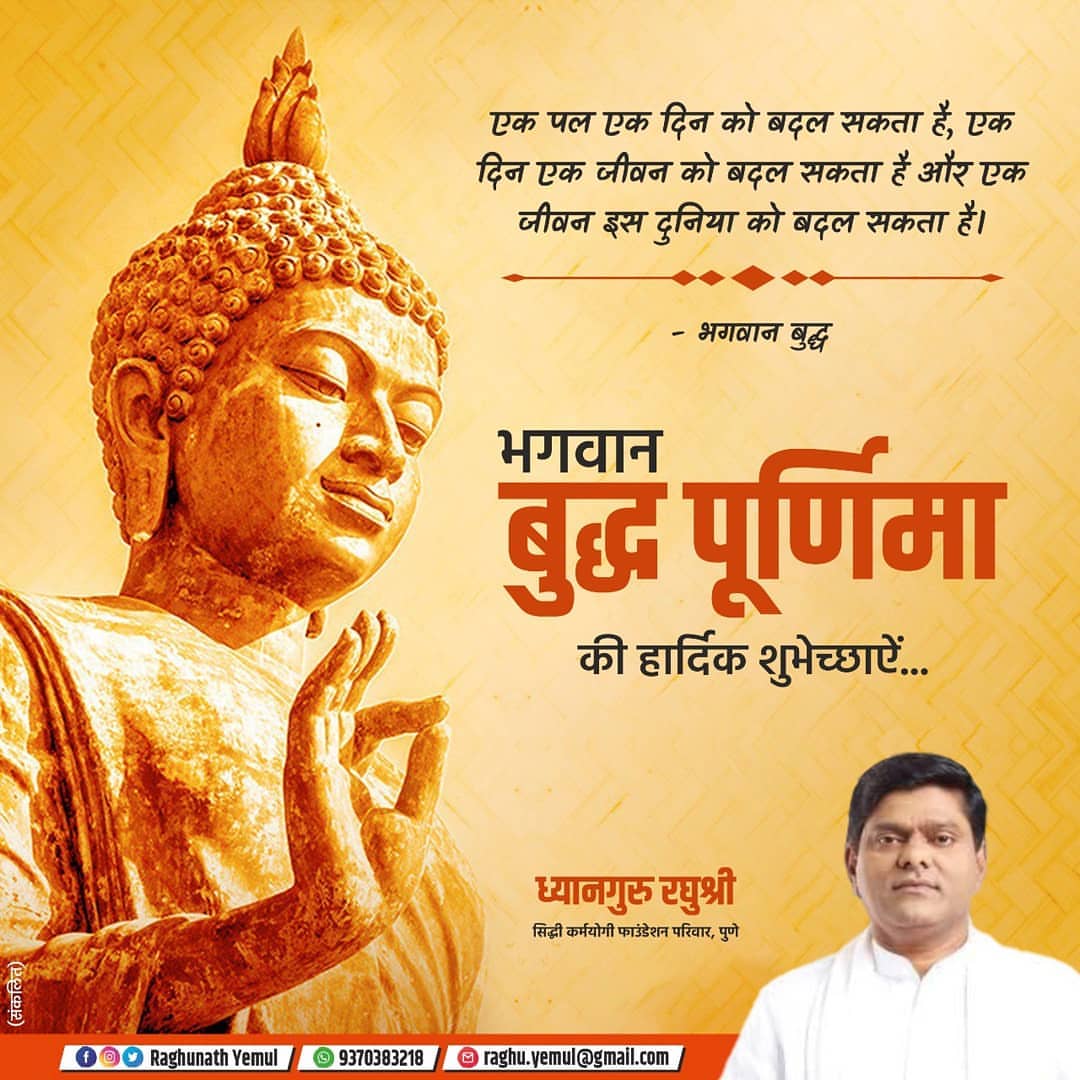 एक पल एक दिन को बदल सकता है, एक
दिन एक जीवन को बदल सकता है और एक
जीवन इस दुनिया को बदल सकता है।
- भगवान बुद्ध
भगवान
बुद्ध पूर्णिमा
की हार्दिक शुभेच्छाऐं...
ध्यानगुरु रघुश्री
सिद्धी कर्मयोगी फाउंडेशन परिवार, पुणे
(संकलित)
Raghunath Yemul
9370383218
raghu.yemul@gmail.com